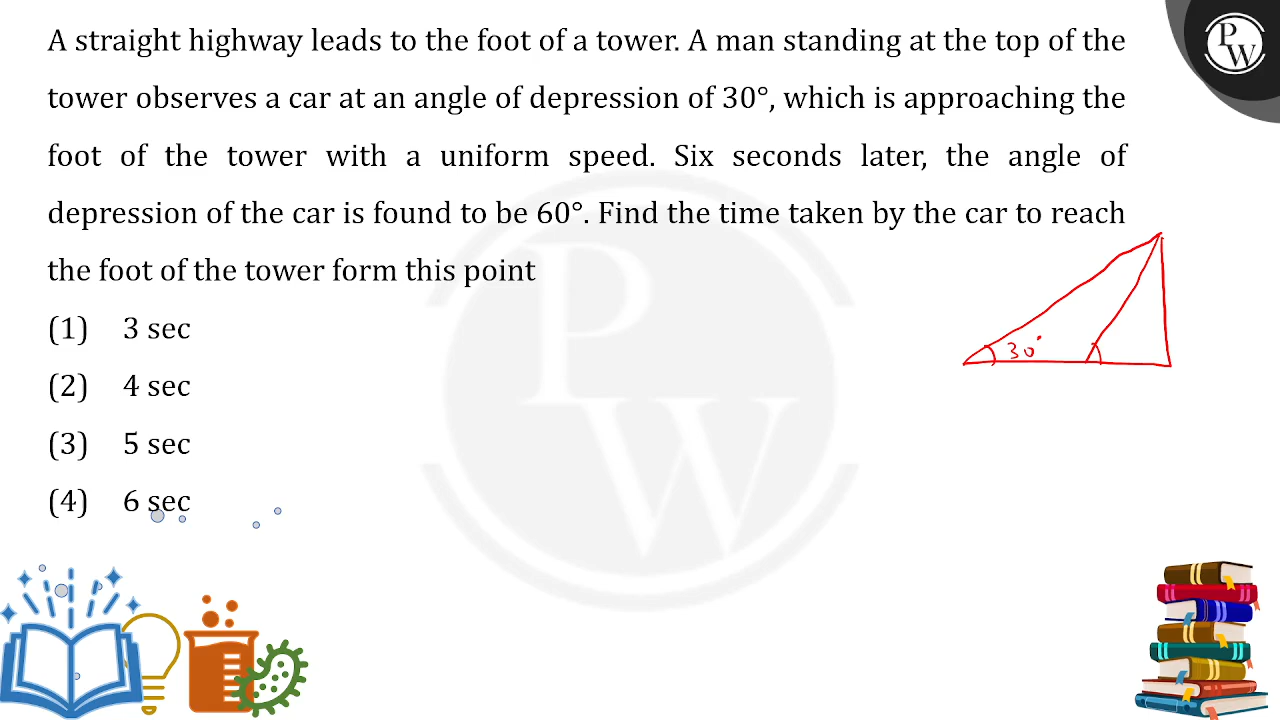 A straight highway leads to the foot of a tower. A man standing at the top of the
tower observes a car at an angle of depression of 30°, which is approaching the
foot of the tower with a uniform speed. Six seconds later, the angle of
depression of the car is found to be 60°. Find the time taken by the car to reach
the foot of the tower form this point
(1) 3 sec
(2) 4 sec
(3) 5 sec
(4) 6 sec
30°
P
W
P
W